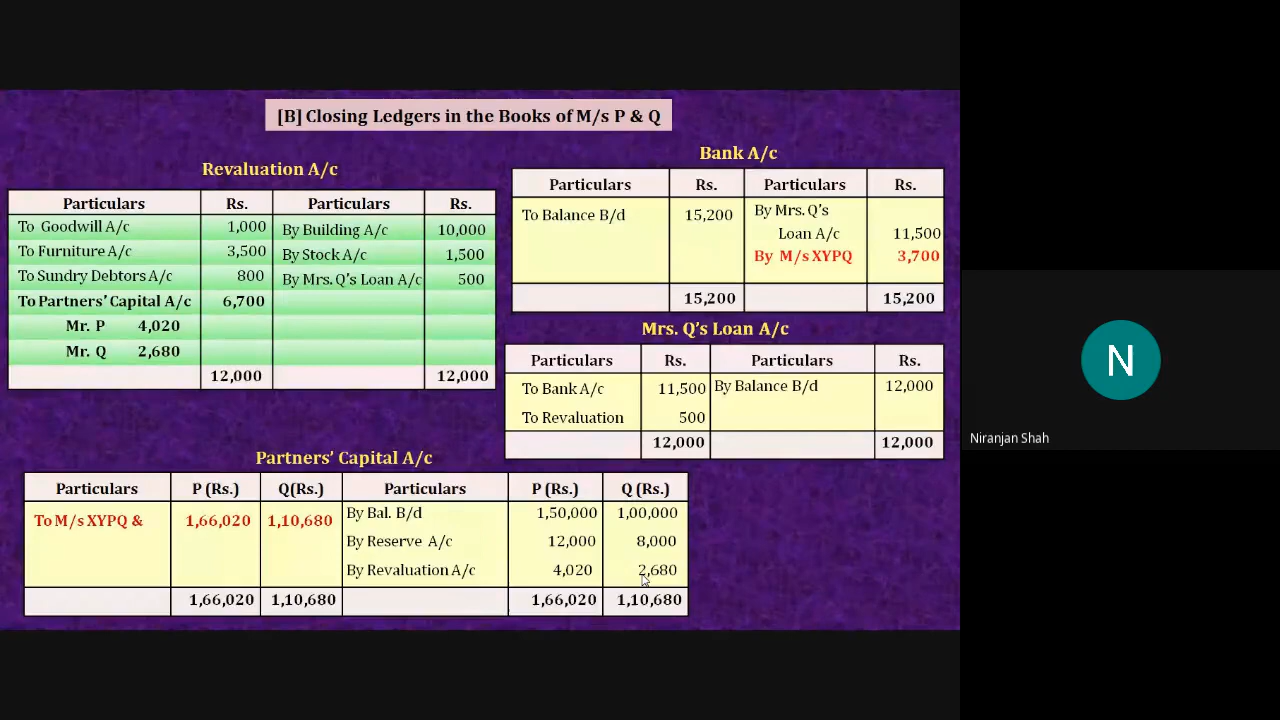 [B] Closing Ledgers in the Books of M/s P & Q
Revaluation A/c
Particulars Rs. Particulars Rs.
To Goodwill A/c 1,000 By Building A/c 10,000
To Furniture A/c 3,500 By Stock A/c 1,500
To Sundry Debtors A/c 800 By Mrs. Q's Loan A/c 500
To Partners' Capital A/c 6,700
Mr. P 4,020
Mr. Q 2,680
12,000 12,000
Bank A/c
Particulars Rs. Particulars Rs.
To Balance B/d 15,200 By Mrs. Q's
Loan A/c 11,500
By M/s XYPQ 3,700
15,200 15,200
Mrs. Q's Loan A/c
Particulars Rs. Particulars Rs.
To Bank A/c 11,500 By Balance B/d 12,000
To Revaluation 500
12,000 12,000
Partners' Capital A/c
Particulars P (Rs.) Q(Rs.) Particulars P (Rs.) Q (Rs.)
To M/s XYPQ & 1,66,020 1,10,680 By Bal. B/d 1,50,000 1,00,000
By Reserve A/c 12,000 8,000
By Revaluation A/c 4,020 2,680
1,66,020 1,10,680 1,66,020 1,10,680
N
Niranjan Shah